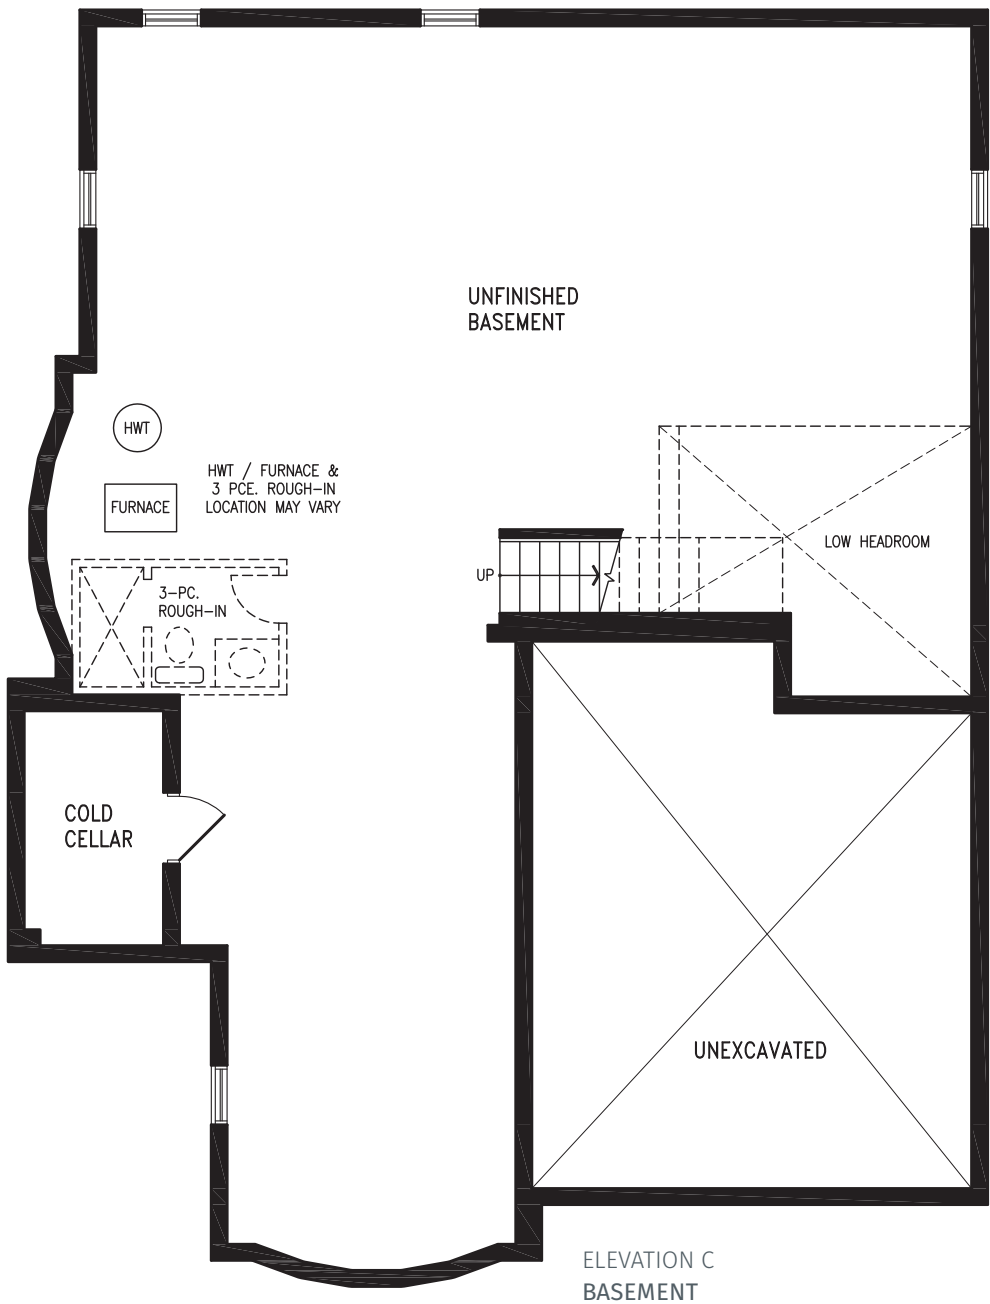 UNFINISHED
BASEMENT
HWT
HWT / FURNACE &
3 PCE. ROUGH-IN
LOCATION MAY VARY
FURNACE
LOW HEADROOM
UP
3-PC.
ROUGH-IN
COLD
CELLAR
UNEXCAVATED
ELEVATION C
BASEMENT